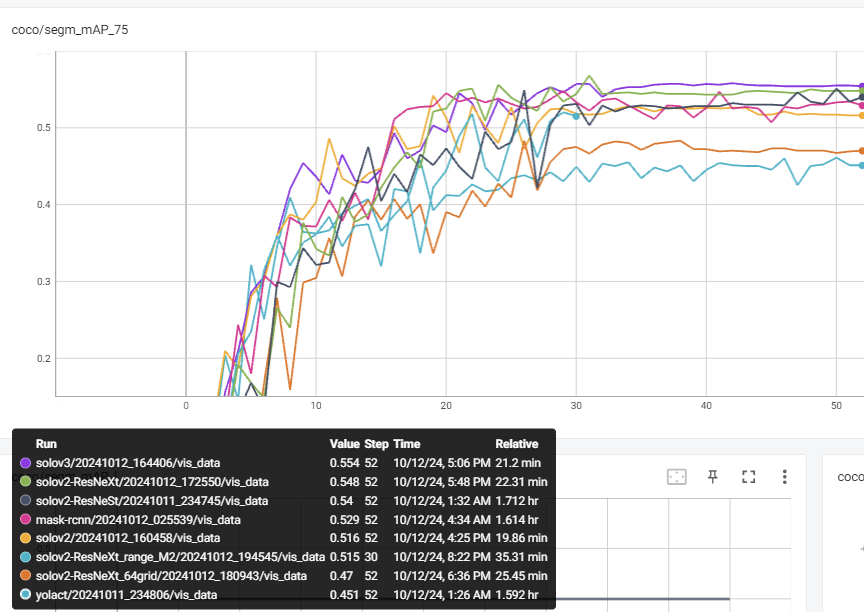 coco/segm_mAP_75
0.5
0.4
0.3
0.2
0 10 20 30 40 50
Run Value Step Time Relative
solov3/20241012_164406/vis_data 0.554 52 10/12/24, 5:06 PM 21.2 min
solov2-ResNeXt/20241012_172550/vis_data 0.548 52 10/12/24, 5:48 PM 22.31 min
solov2-ResNeSt/20241011_234745/vis_data 0.54 52 10/12/24, 1:32 AM 1.712 hr
mask-rcnn/20241012_025539/vis_data 0.529 52 10/12/24, 4:34 AM 1.614 hr
solov2/20241012_160458/vis_data 0.516 52 10/12/24, 4:25 PM 19.86 min
solov2-ResNeXt_range_M2/20241012_194545/vis_data 0.515 30 10/12/24, 8:22 PM 35.31 min
solov2-ResNeXt_64grid/20241012_180943/vis_data 0.47 52 10/12/24, 6:36 PM 25.45 min
yolact/20241011_234806/vis_data 0.451 52 10/12/24, 1:26 AM 1.592 hr
coco